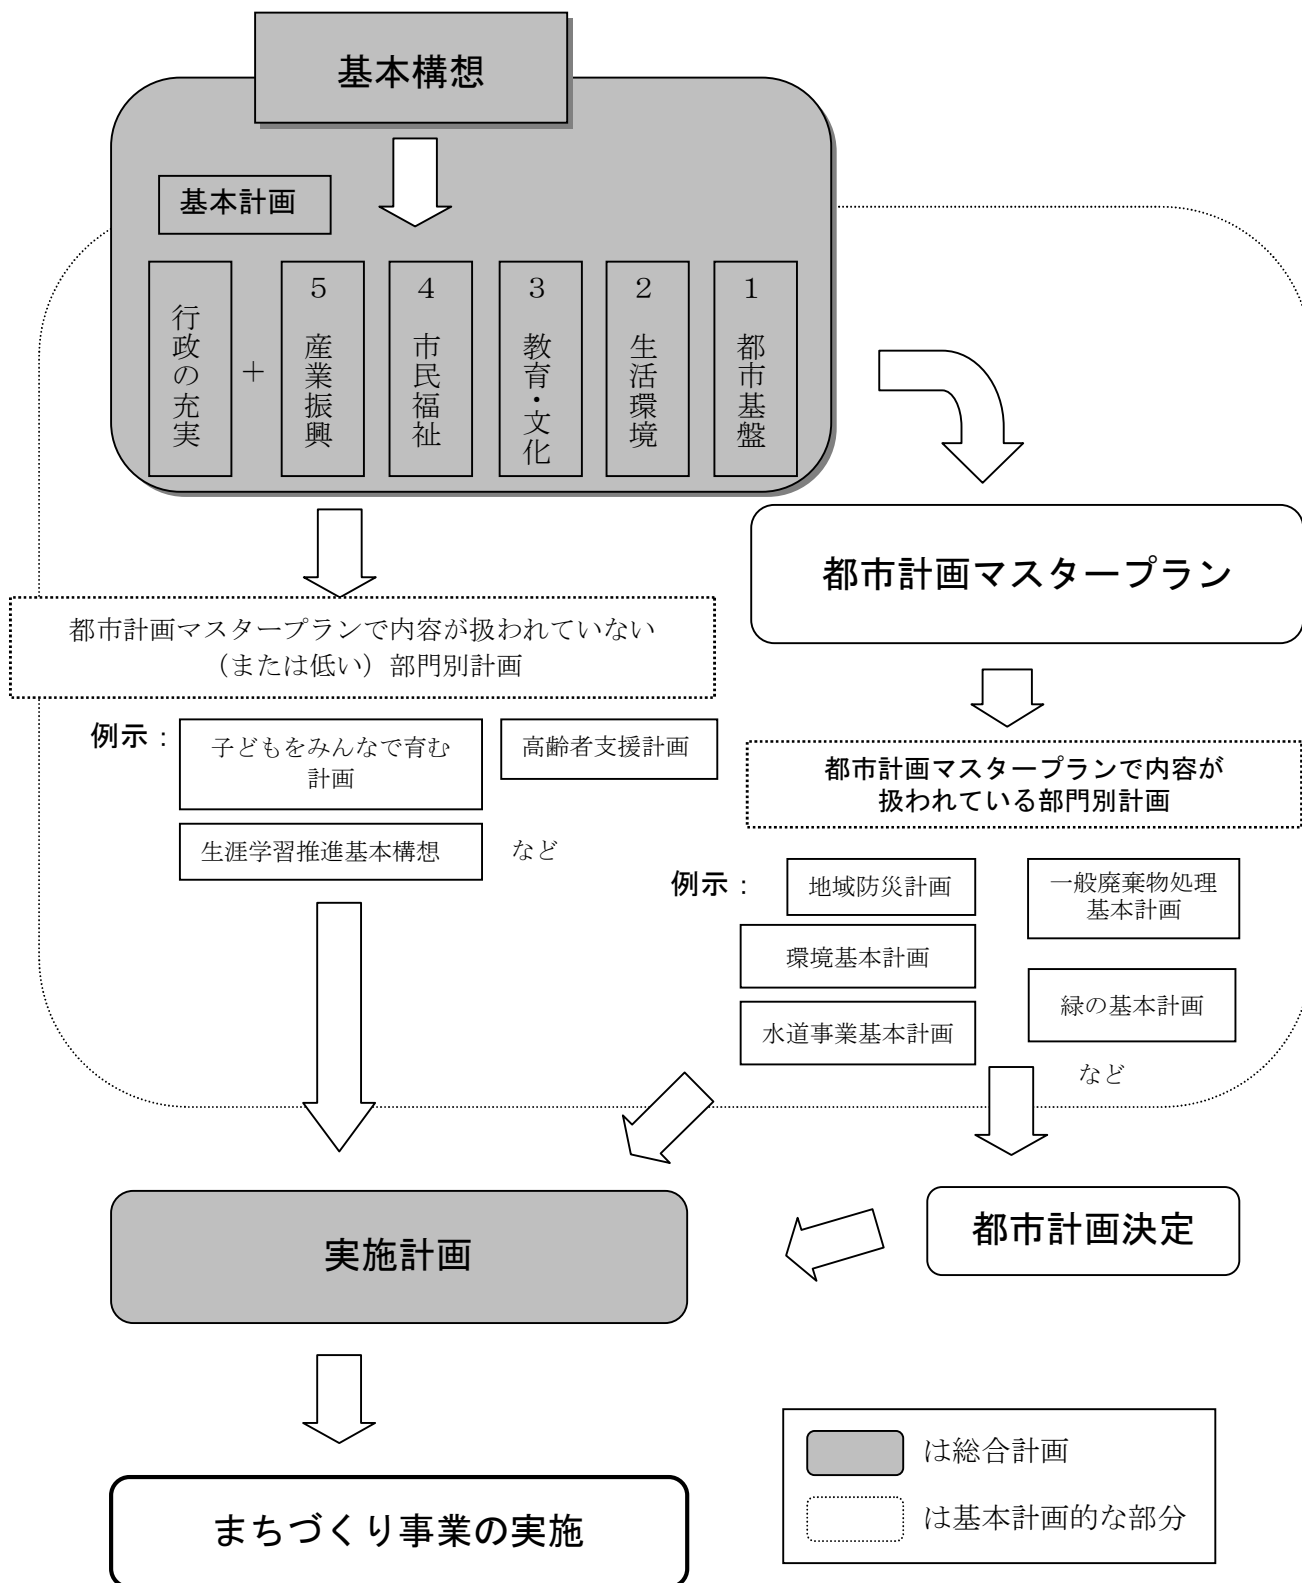 基本構想
基本計画
１　都市基盤
２　生活環境
３　教育・文化
４　市民福祉
５　産業振興
＋
行政の充実
都市計画マスタープラン
都市計画マスタープランで内容が扱われていない
（または低い）部門別計画
例示：
子どもをみんなで育む
計画
高齢者支援計画
生涯学習推進基本構想
など
都市計画マスタープランで内容が
扱われている部門別計画
例示：
地域防災計画
一般廃棄物処理
基本計画
環境基本計画
緑の基本計画
水道事業基本計画
など
実施計画
都市計画決定
まちづくり事業の実施
は総合計画
は基本計画的な部分